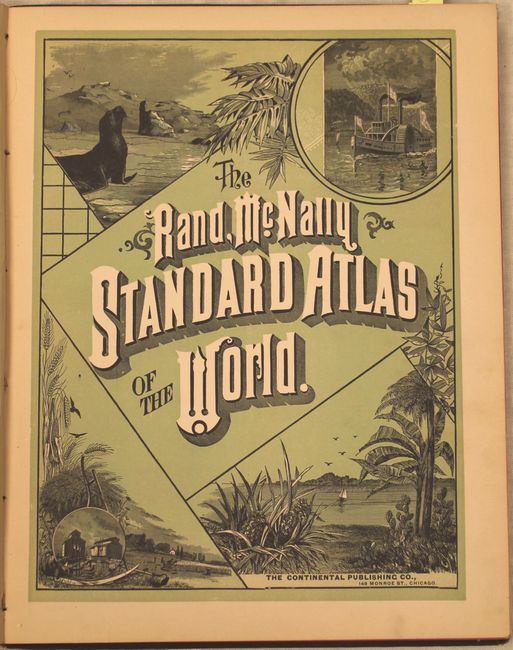 The
Rand, McNally
STANDARD ATLAS
OF THE
World.
THE CONTINENTAL PUBLISHING CO.,
148 MONROE ST., CHICAGO.